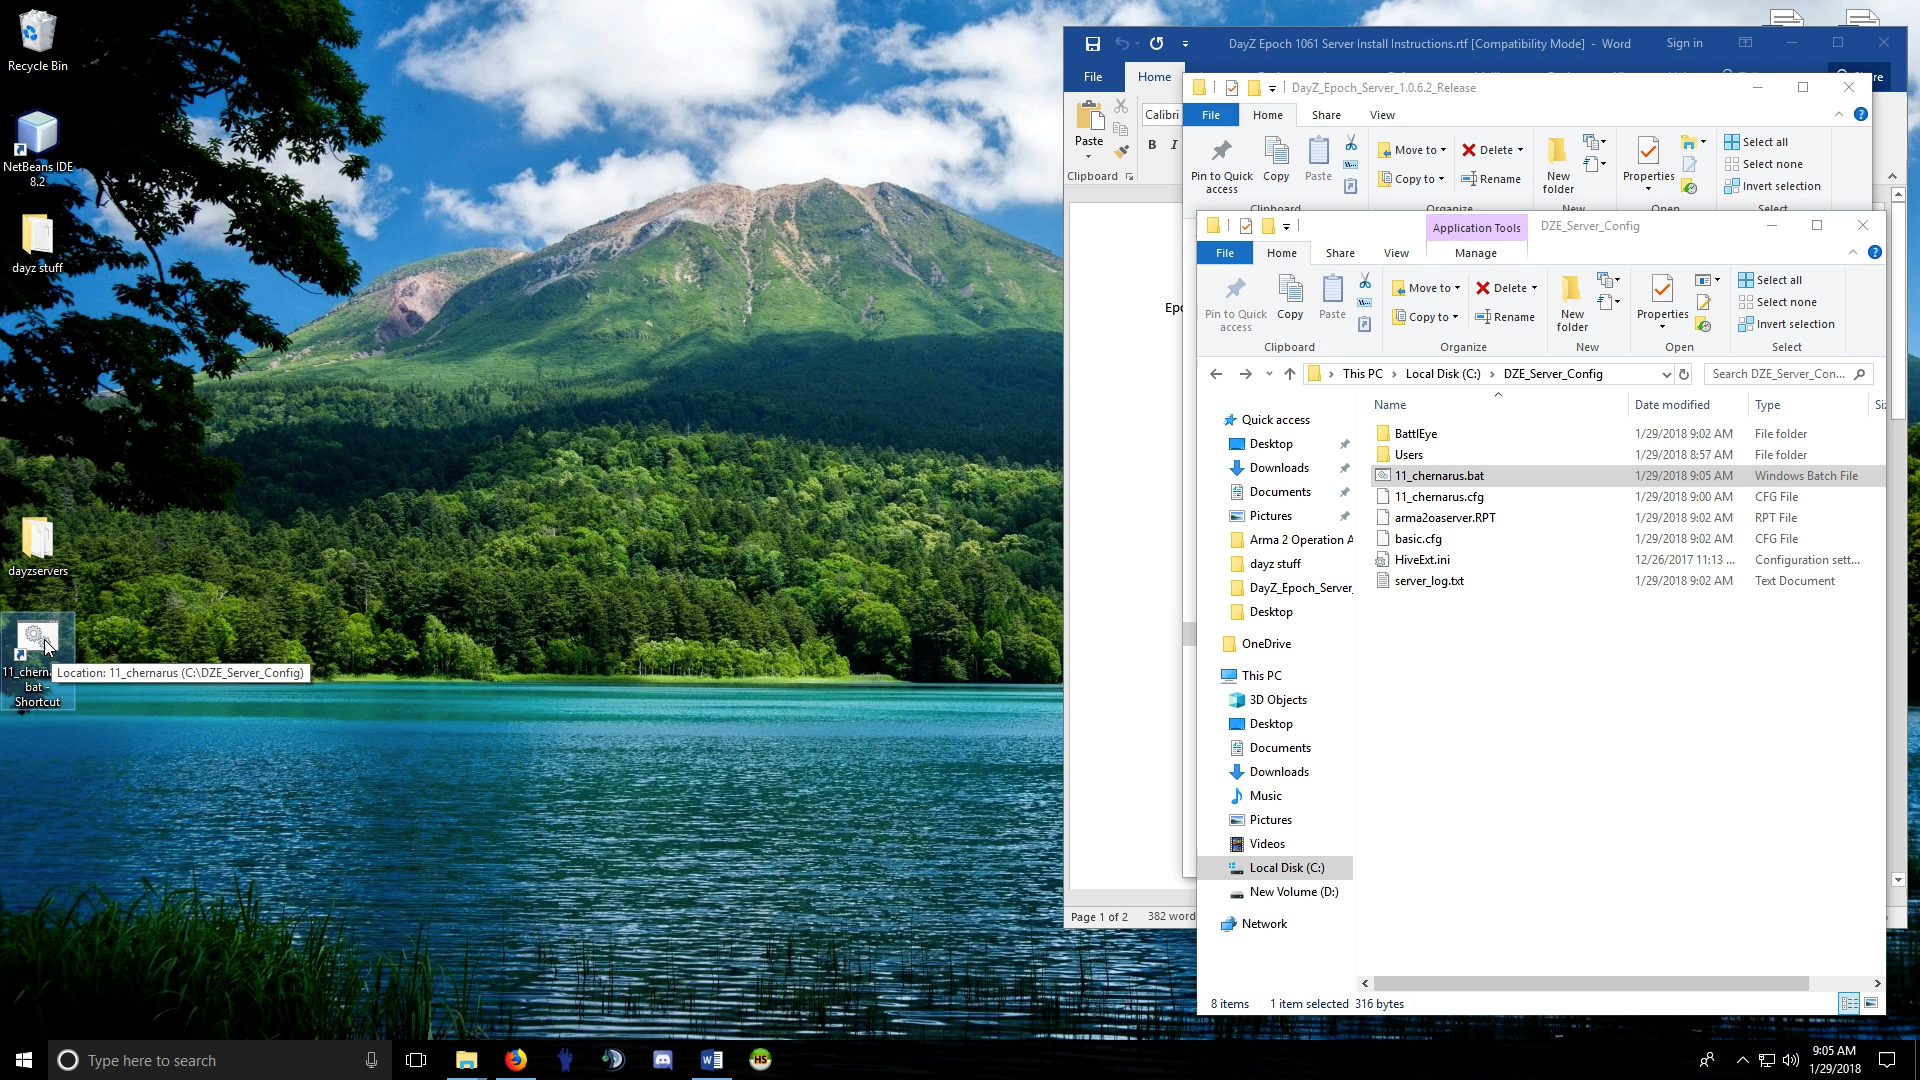 Recycle Bin
NetBeans IDE
8.2
dayz stuff
dayzservers
11_chern
bat -
Shortcut
Location: 11_chernarus (C:\DZE_Server_Config)
DayZ Epoch 1061 Server Install Instructions.rtf [Compatibility Mode] - Word
Sign in
File
Home
Paste
Calibri
B I
Clipboard
Page 1 of 2
382 word
DayZ_Epoch_Server_1.0.6.2_Release
File
Home
Share
View
Pin to Quick
access
Copy
Paste
Move to
Copy to
Delete
Rename
New
folder
Properties
Select all
Select none
Invert selection
Clipboard
Organize
New
Open
Select
Application Tools
DZE_Server_Config
File
Home
Share
View
Manage
Pin to Quick
access
Copy
Paste
Move to
Copy to
Delete
Rename
New
folder
Properties
Select all
Select none
Invert selection
Clipboard
Organize
New
Open
Select
This PC
Local Disk (C:)
DZE_Server_Config
Search DZE_Server_Con...
Name
Date modified
Type
BattlEye 1/29/2018 9:02 AM File folder
Users 1/29/2018 8:57 AM File folder
11_chernarus.bat 1/29/2018 9:05 AM Windows Batch File
11_chernarus.cfg 1/29/2018 9:00 AM CFG File
arma2oaserver.RPT 1/29/2018 9:02 AM RPT File
basic.cfg 1/29/2018 9:02 AM CFG File
HiveExt.ini 12/26/2017 11:13 ... Configuration sett...
server_log.txt 1/29/2018 9:02 AM Text Document
Quick access
Desktop
Downloads
Documents
Pictures
Arma 2 Operation A
dayz stuff
DayZ_Epoch_Server_
Desktop
OneDrive
This PC
3D Objects
Desktop
Documents
Downloads
Music
Pictures
Videos
Local Disk (C:)
New Volume (D:)
Network
8 items
1 item selected 316 bytes
Type here to search
HS
9:05 AM
1/29/2018